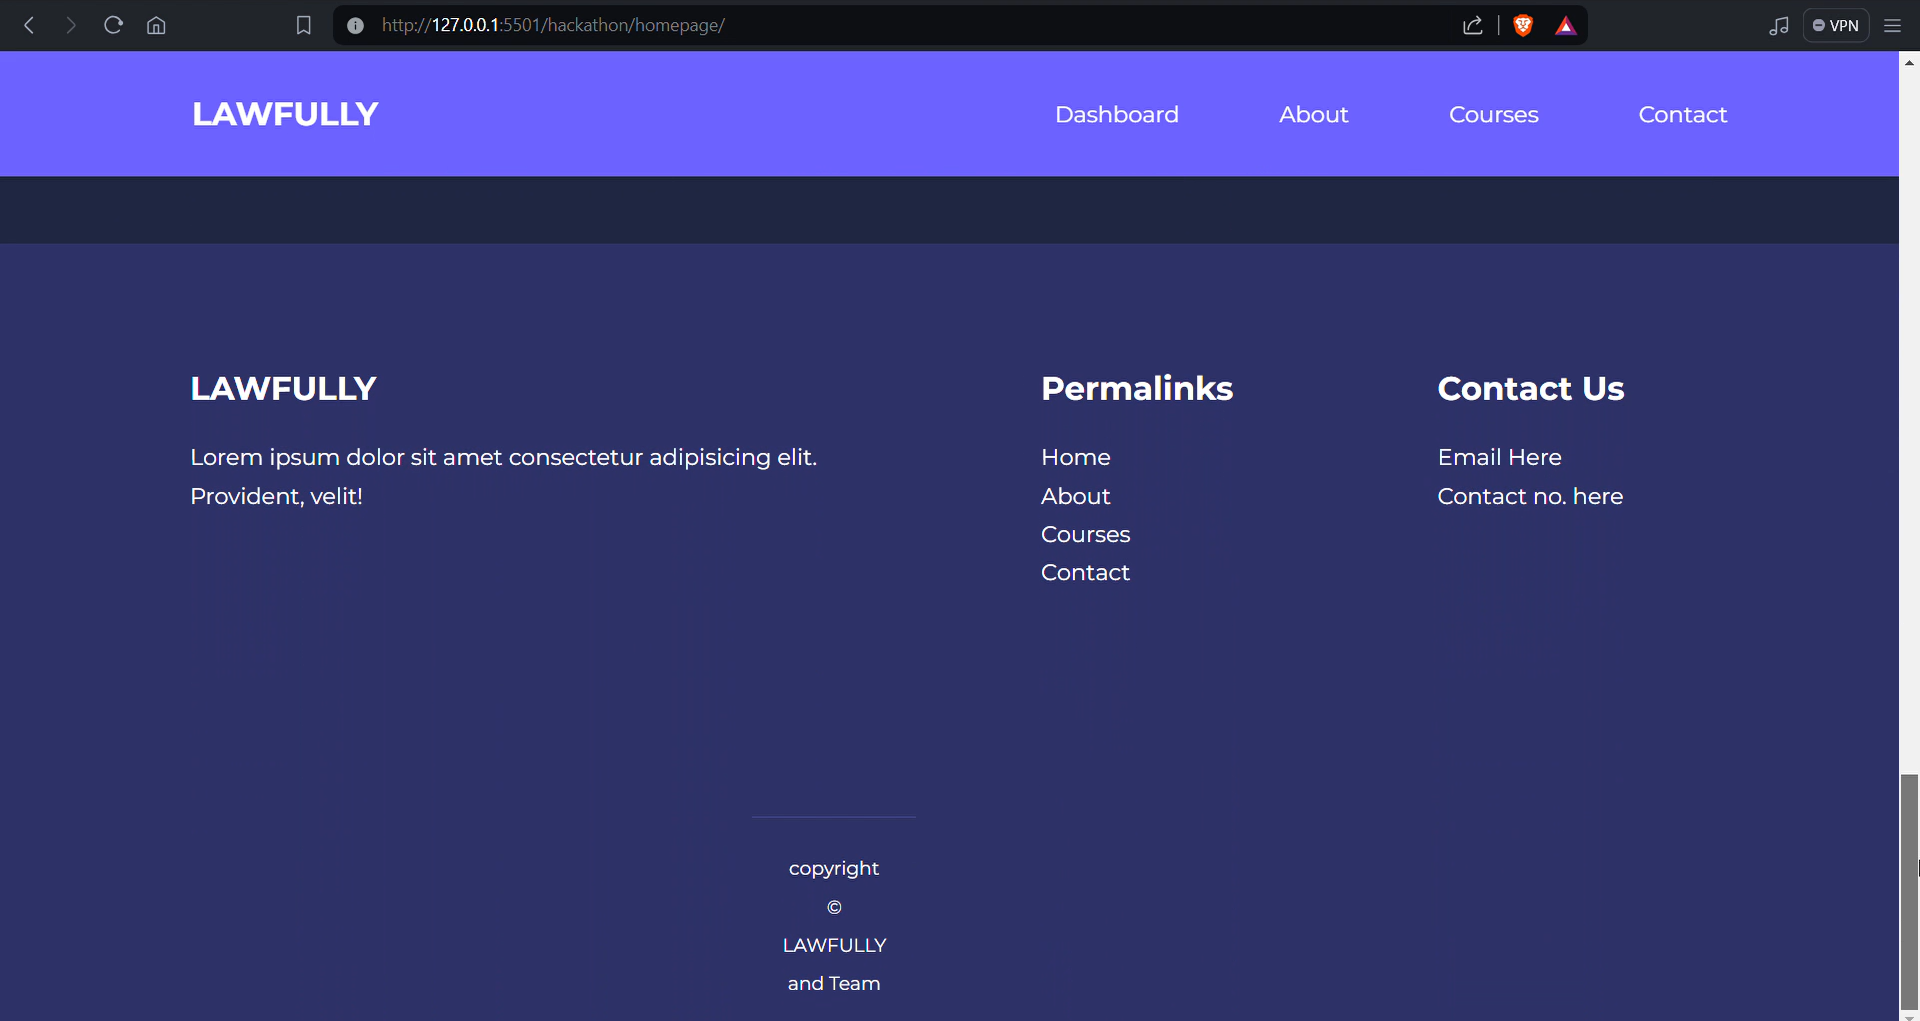 http://127.0.0.1:5501/hackathon/homepage/
VPN
LAWFULLY
Dashboard
About
Courses
Contact
LAWFULLY
Lorem ipsum dolor sit amet consectetur adipisicing elit.
Provident, velit!
Permalinks
Home
About
Courses
Contact
Contact Us
Email Here
Contact no. here
copyright
©
LAWFULLY
and Team